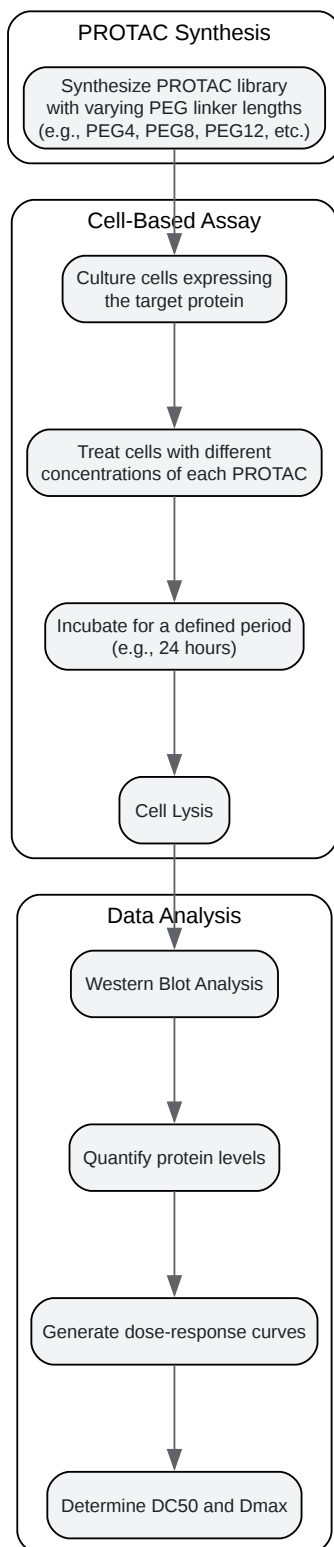 PROTAC Synthesis
Synthesize PROTAC library
with varying PEG linker lengths
(e.g., PEG4, PEG8, PEG12, etc.)
Cell-Based Assay
Culture cells expressing
the target protein
Treat cells with different
concentrations of each PROTAC
Incubate for a defined period
(e.g., 24 hours)
Cell Lysis
Data Analysis
Western Blot Analysis
Quantify protein levels
Generate dose-response curves
Determine DC50 and Dmax